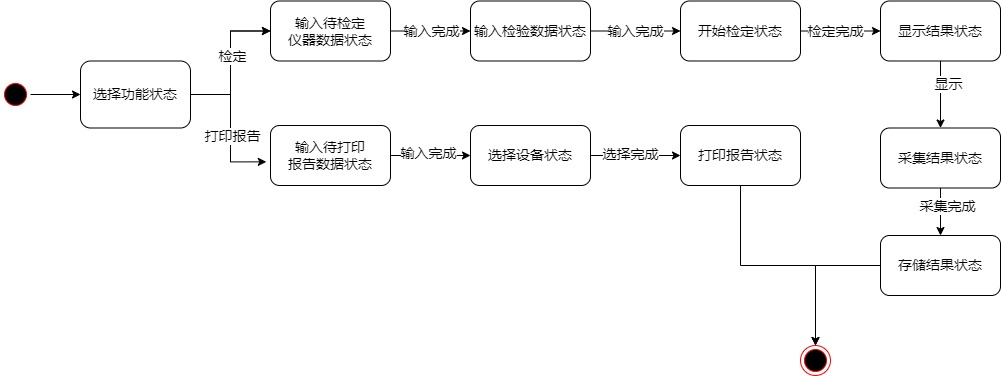 输入待检定
仪器数据状态
输入完成
输入检验数据状态
输入完成
开始检定状态
检定完成
显示结果状态
检定
显示
选择功能状态
打印报告
输入待打印
报告数据状态
输入完成
选择设备状态
选择完成
打印报告状态
采集结果状态
采集完成
存储结果状态